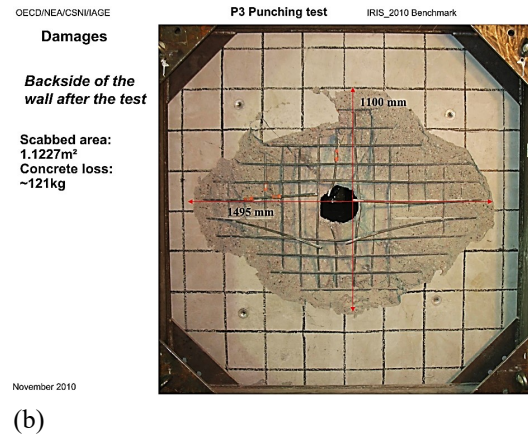 OECD/NEA/CSNI/IAGE
P3 Punching test
IRIS_2010 Benchmark
Damages
Backside of the
wall after the test
Scabbed area:
1.1227m²
Concrete loss:
~121kg
1100 mm
1495 mm
November 2010
(b)